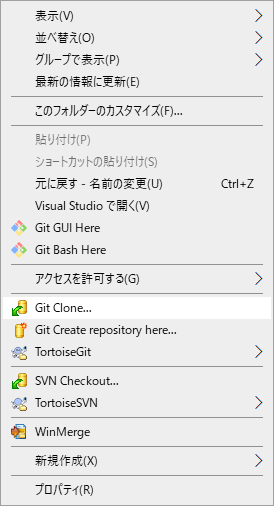 表示(V)
並べ替え(O)
グループで表示(P)
最新の情報に更新(E)
このフォルダーのカスタマイズ(F)...
貼り付け(P)
ショートカットの貼り付け(S)
元に戻す - 名前の変更(U) Ctrl+Z
Visual Studio で開く(V)
Git GUI Here
Git Bash Here
アクセスを許可する(G)
Git Clone...
Git Create repository here...
TortoiseGit
SVN Checkout...
TortoiseSVN
WinMerge
新規作成(X)
プロパティ(R)